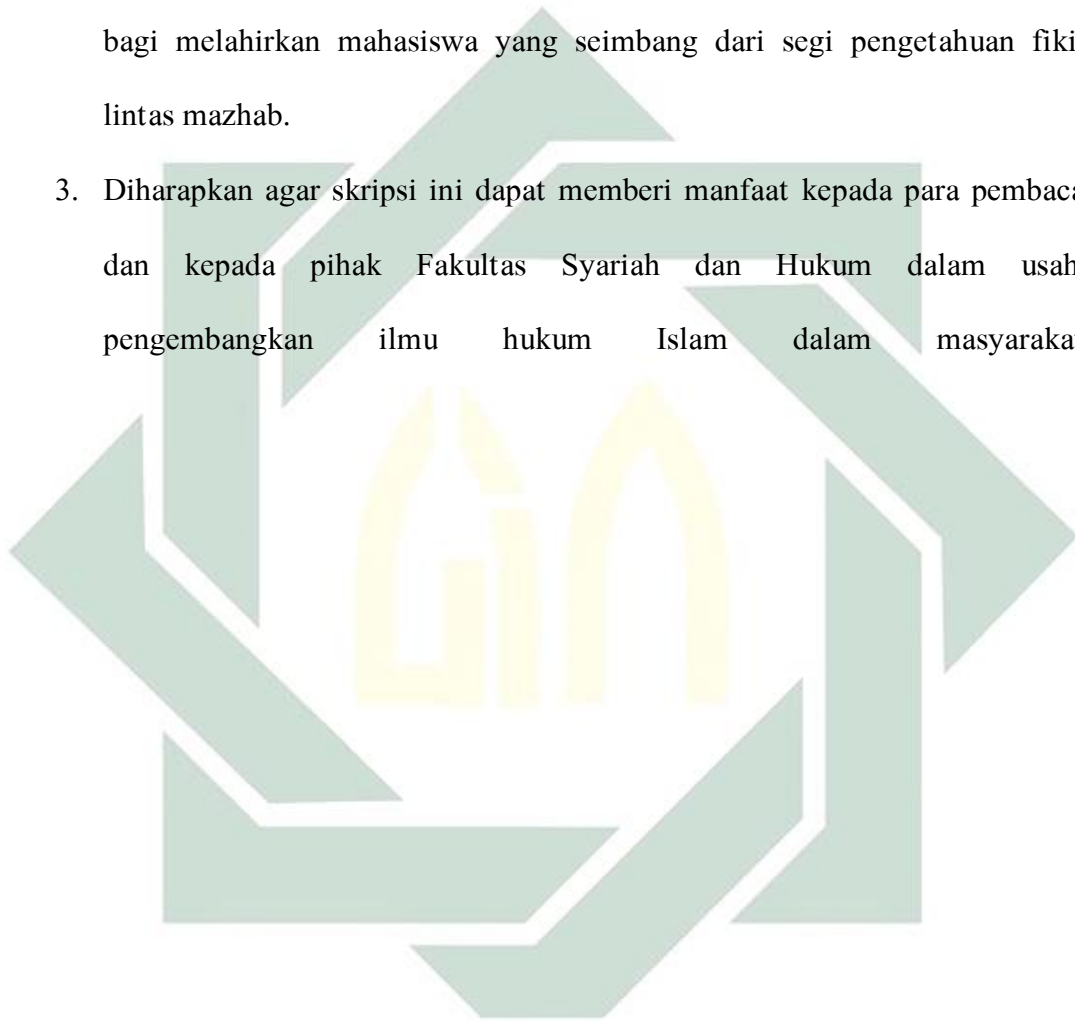 bagi melahirkan mahasiswa yang seimbang dari segi pengetahuan fiki
lintas mazhab.
3. Diharapkan agar skripsi ini dapat memberi manfaat kepada para pembaca
dan kepada pihak Fakultas Syariah dan Hukum dalam usah
pengembangkan ilmu hukum Islam dalam masyaraka